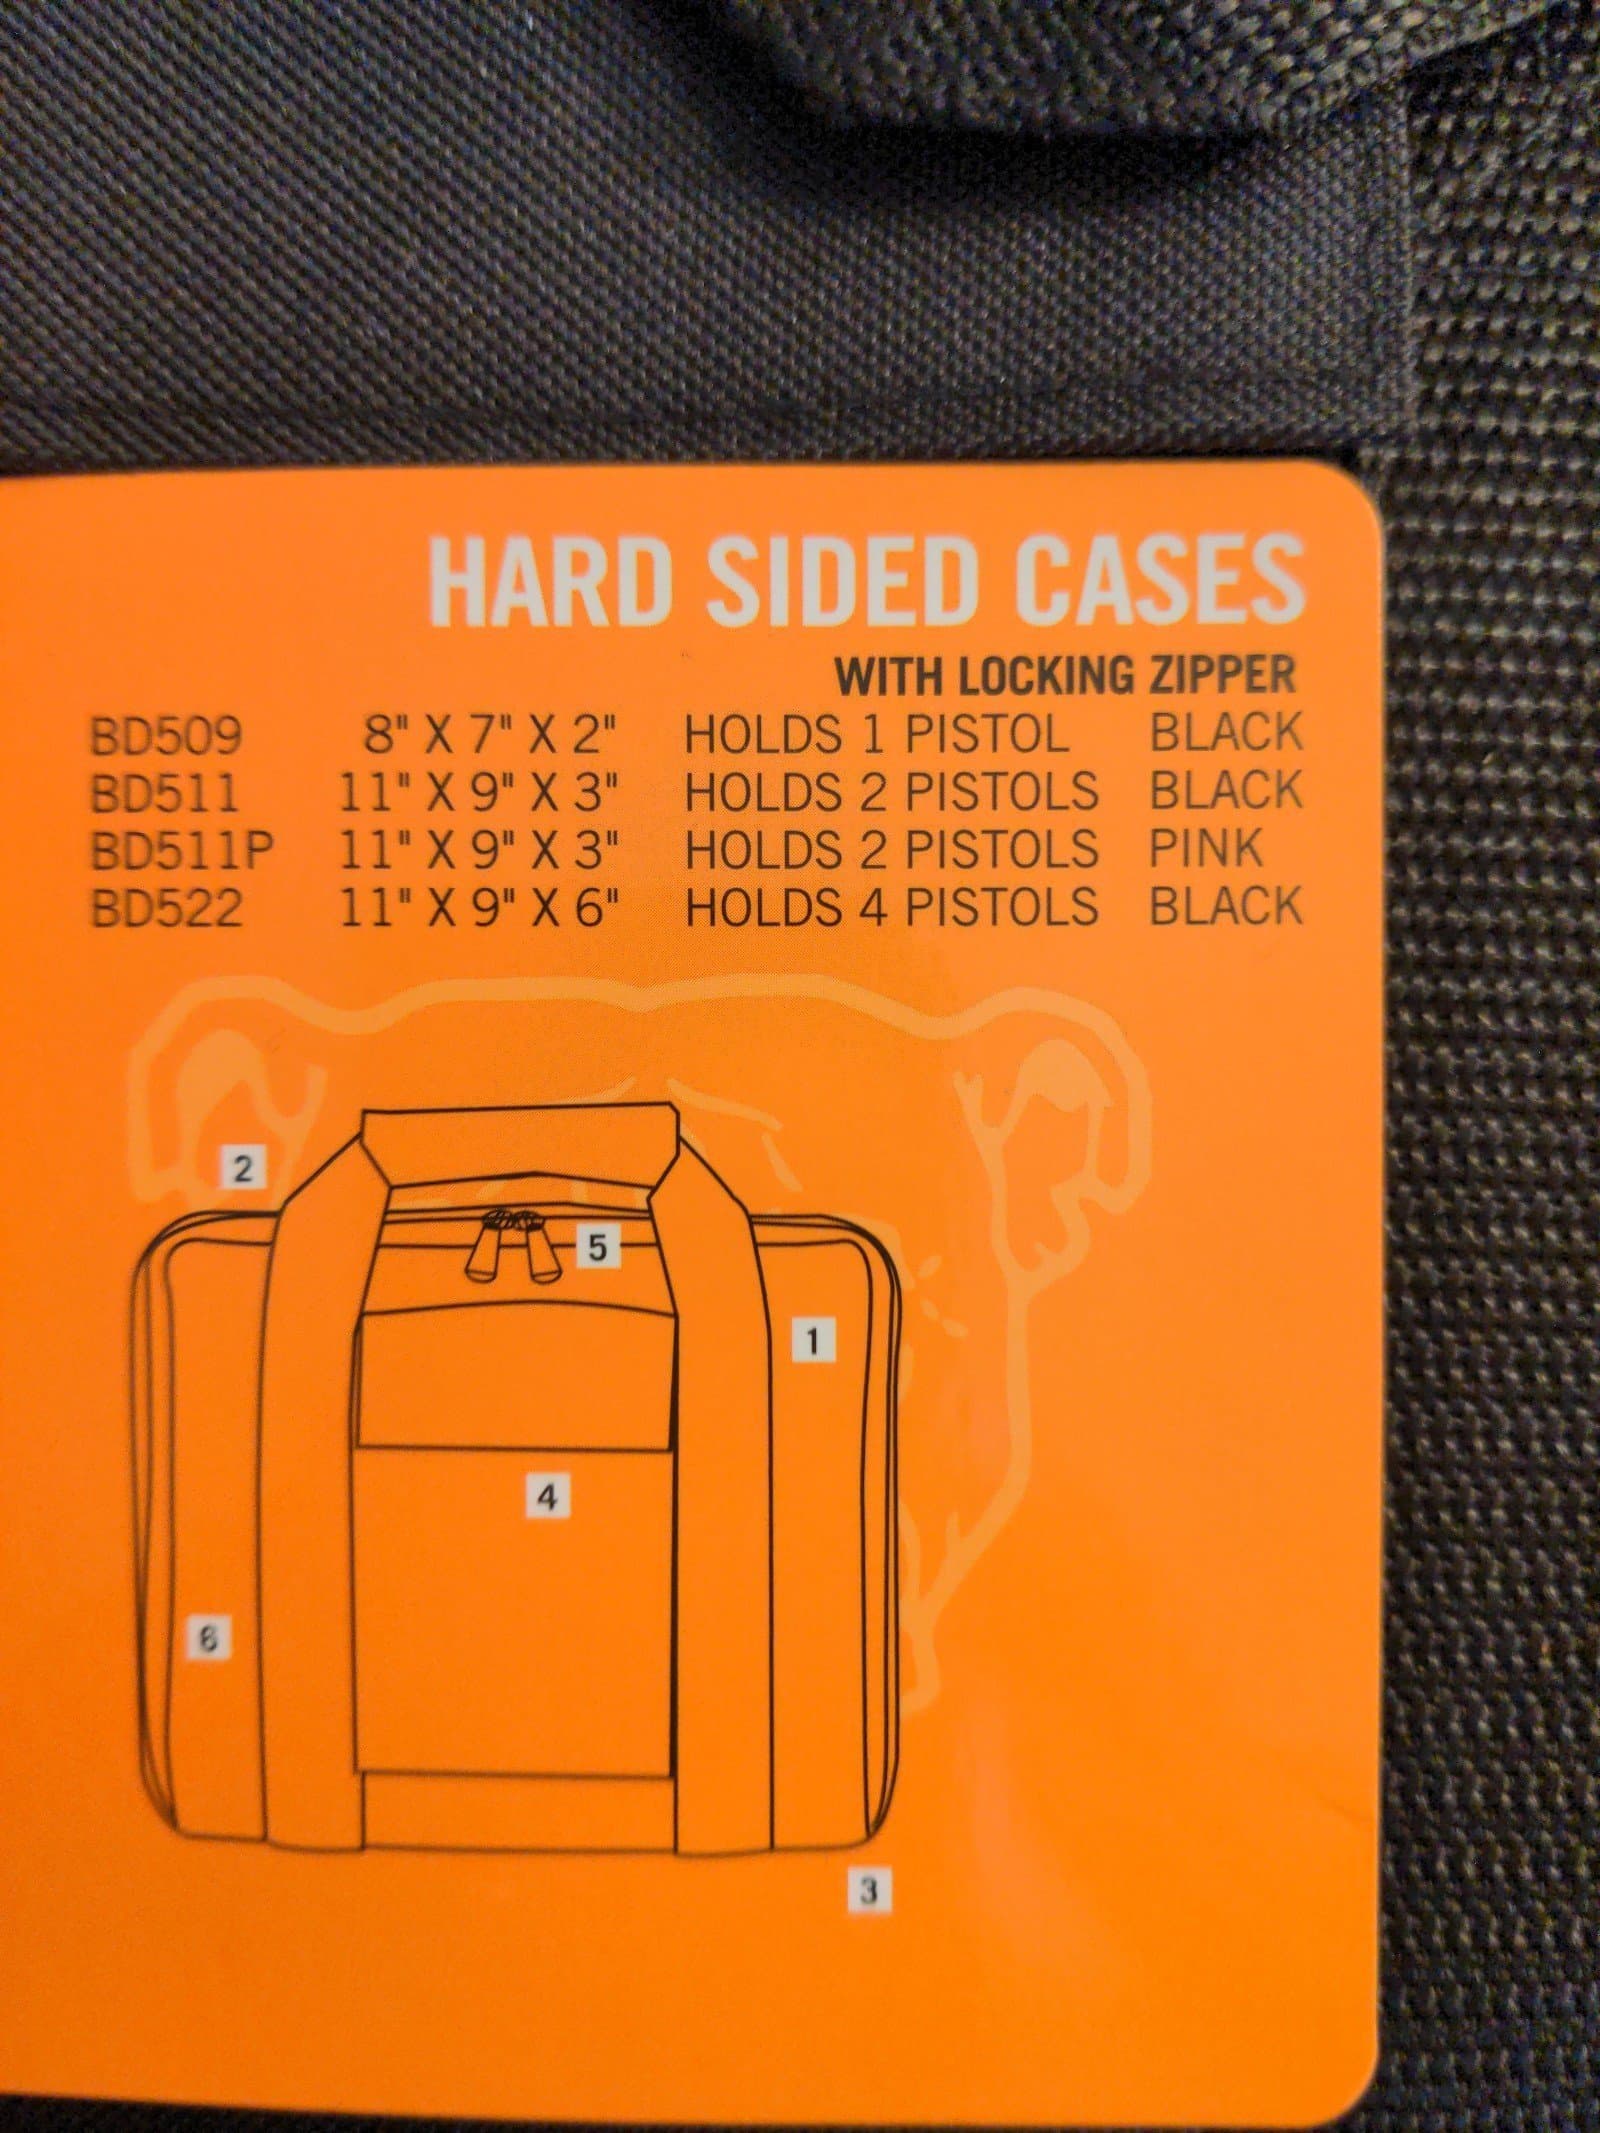 HARD SIDED CASES
WITH LOCKING ZIPPER
BD509 8" X 7" X 2" HOLDS 1 PISTOL BLACK
BD511 11" X 9" X 3" HOLDS 2 PISTOLS BLACK
BD511P 11" X 9" X 3" HOLDS 2 PISTOLS PINK
BD522 11" X 9" X 6" HOLDS 4 PISTOLS BLACK
2
5
1
4
6
3